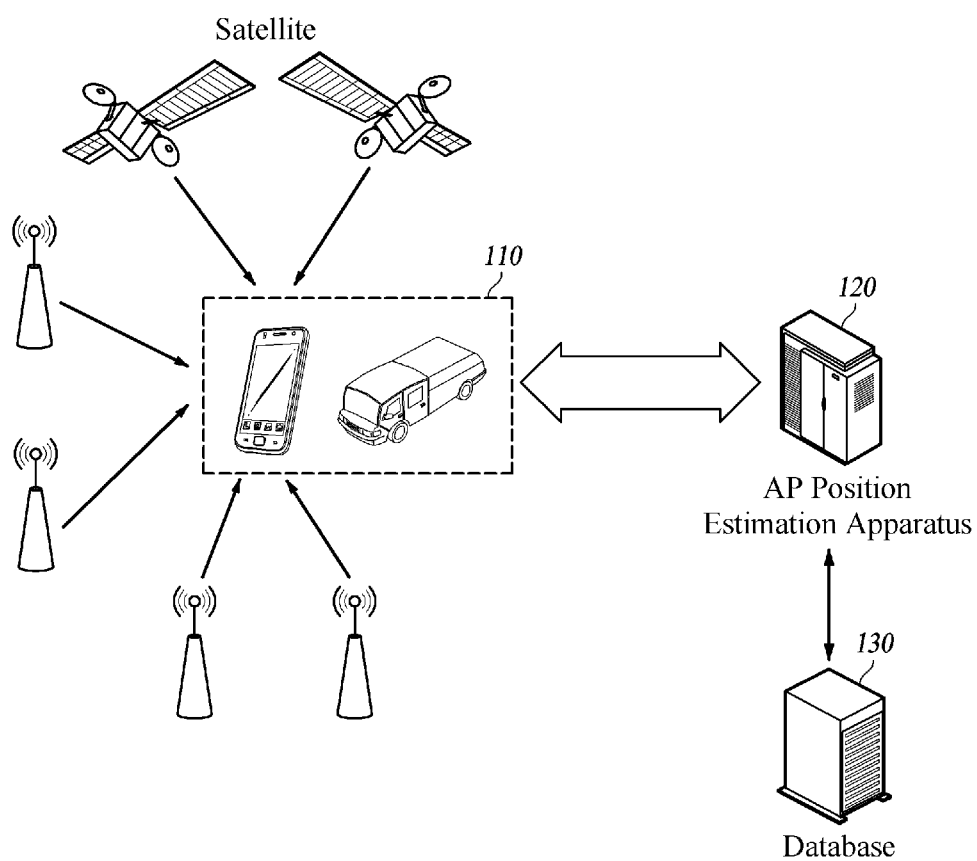 Satellite
110
120
AP Position
Estimation Apparatus
130
Database